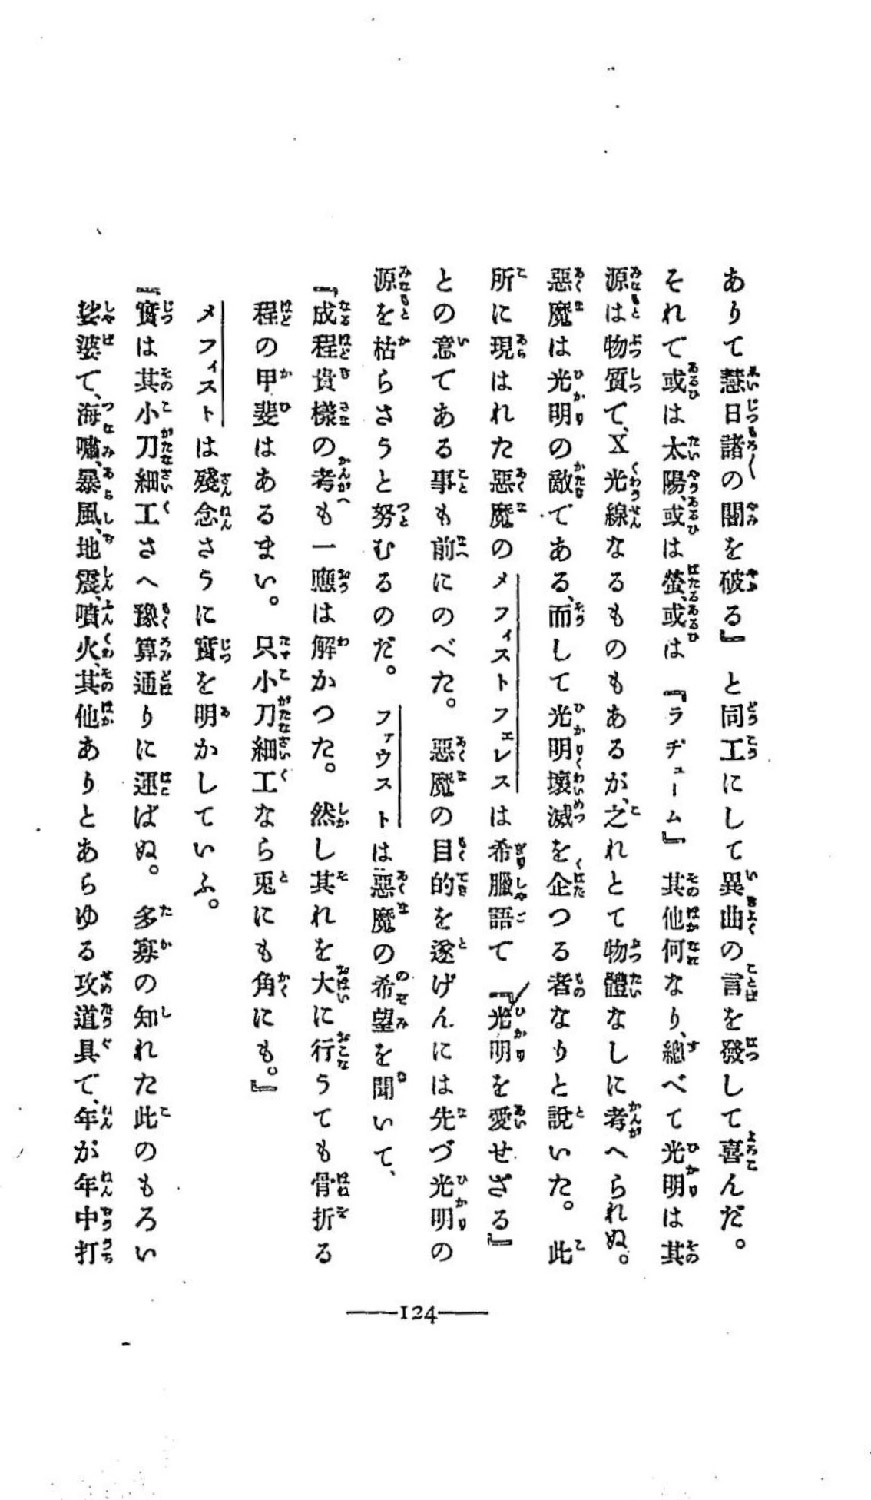 ありて慧日諸の闇を破る』と同工にして異曲の言を發して喜んだ。
それで或は太陽、或は螢、或は『ラヂューム』其他何なり、總べて光明は其
源は物質で、X光線なるものもあるが、之れとて物體なしに考へられぬ。
惡魔は光明の敵である、而して光明壞滅を企つる者なりと說いた。此
所に現はれた惡魔のメフィストフェレスは希臘語で『光明を愛せざる』
との意である事も前にのべた。惡魔の目的を遂げんには先づ光明の
源を枯らさうと努むるのだ。ファウストは惡魔の希望を聞いて、
『成程貴樣の考も一應は解かつた。然し其れを大に行うても骨折る
程の甲斐はあるまい。只小刀細工なら兎にも角にも。』
メフィストは殘念さうに實を明かしていふ。
『實は其小刀細工さへ豫算通りに運ばぬ。多寡の知れた此のもろい
娑婆で、海嘯、暴風、地震、噴火、其他ありとあらゆる攻道具で、年が年中打
—124—